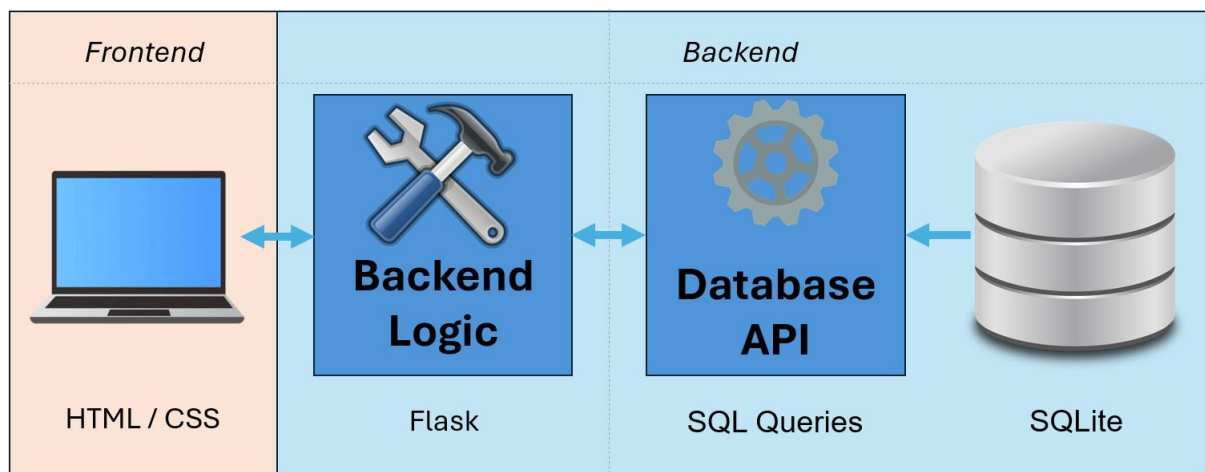 Frontend
Backend
Backend
Logic
Database
API
HTML / CSS
Flask
SQL Queries
SQLite